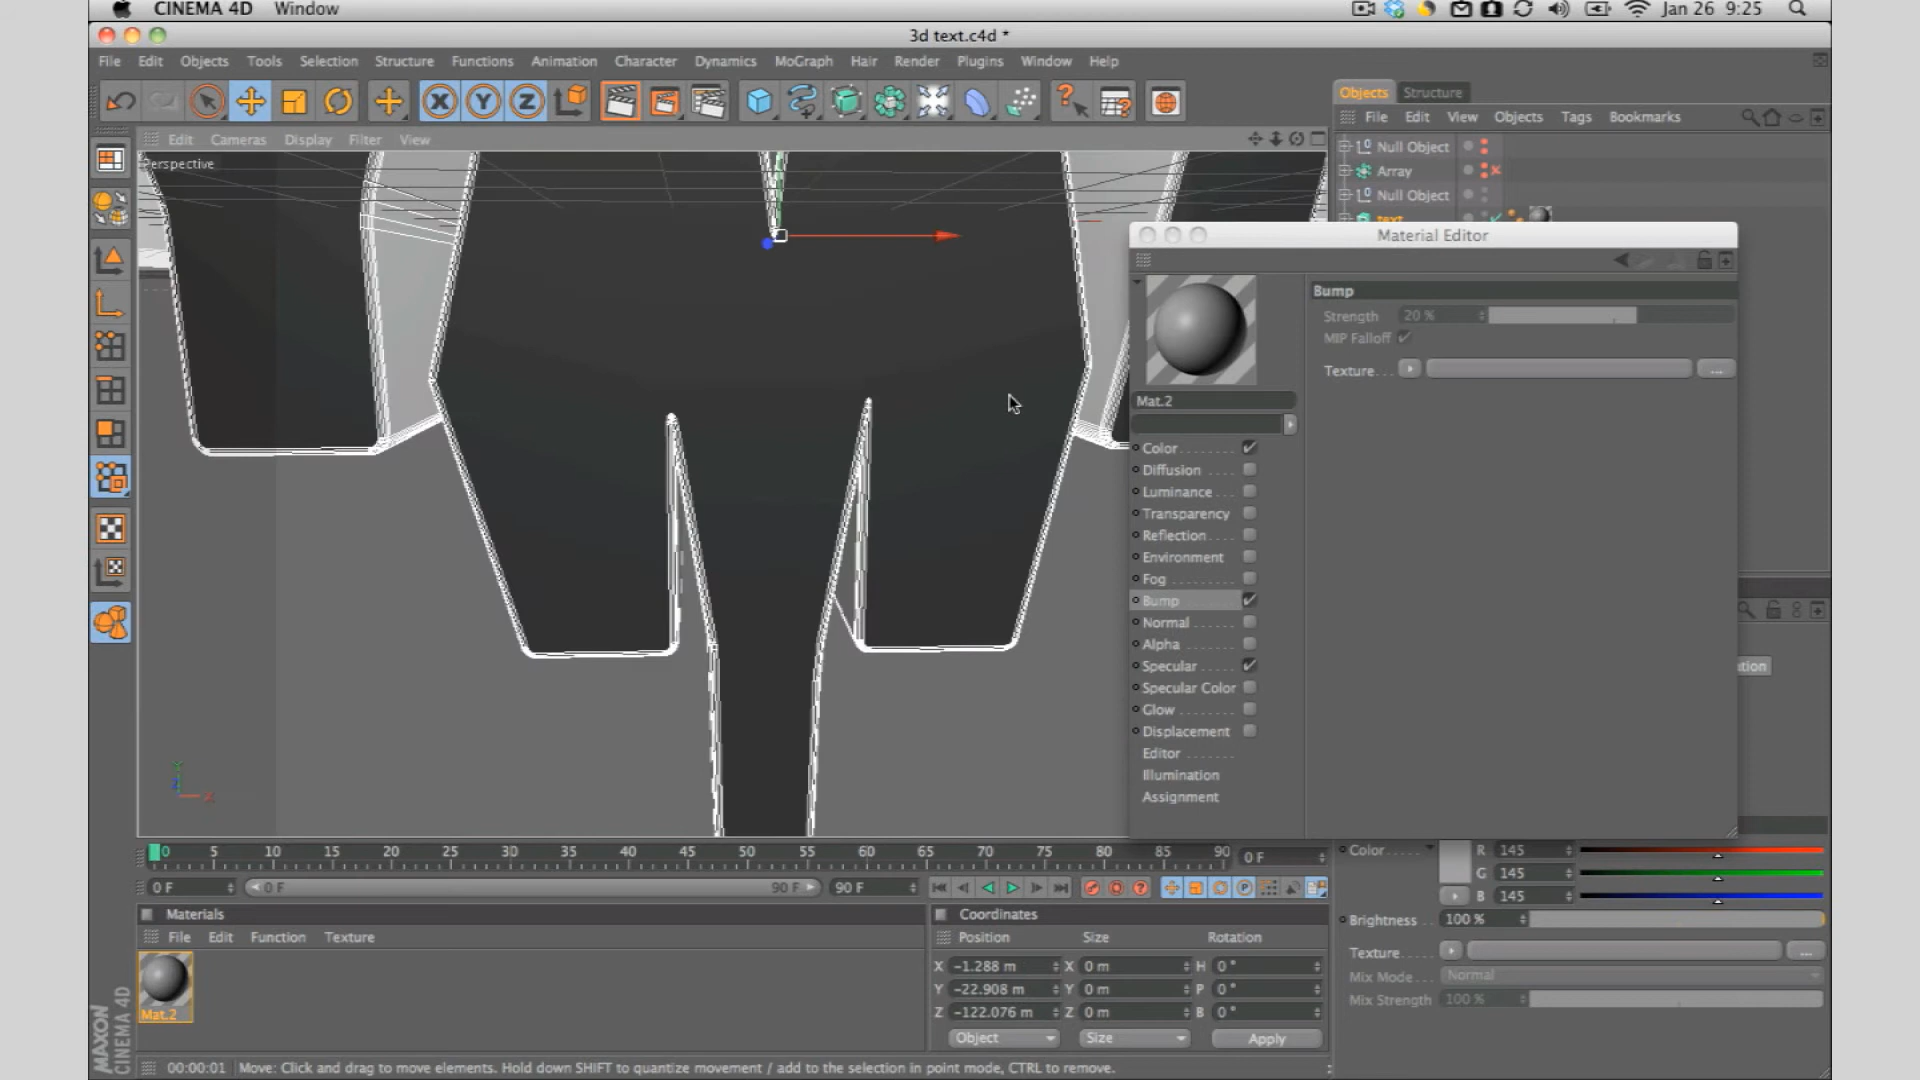 CINEMA 4D Window
Jan 26 9:25
3d text.c4d *
File Edit Objects Tools Selection Structure Functions Animation Character Dynamics MoGraph Hair Render Plugins Window Help
Objects Structure
File Edit View Objects Tags Bookmarks
Edit Cameras Display Filter View
Perspective
Null Object
Array
Null Object
text
Material Editor
Bump
Strength 20 %
MIP Falloff
Texture. . . ...
Mat.2
Color
Diffusion
Luminance
Transparency
Reflection
Environment
Fog
Bump
Normal
Alpha
Specular
Specular Color
Glow
Displacement
Editor
Illumination
Assignment
tion
Y
X
0 5 10 15 20 25 30 35 40 45 50 55 60 65 70 75 80 85 90 0 F
0 F 0 F 90 F 90 F
Color R 145
G 145
B 145
Brightness 100 %
Texture. . . . . ...
Mix Mode Normal
Mix Strength 100 %
Materials
File Edit Function Texture
Mat.2
Coordinates
Position Size Rotation
X -1.288 m X 0 m H 0 °
Y -22.908 m Y 0 m P 0 °
Z -122.076 m Z 0 m B 0 °
Object Size Apply
MAXON
CINEMA 4D
00:00:01 Move: Click and drag to move elements. Hold down SHIFT to quantize movement / add to the selection in point mode, CTRL to remove.